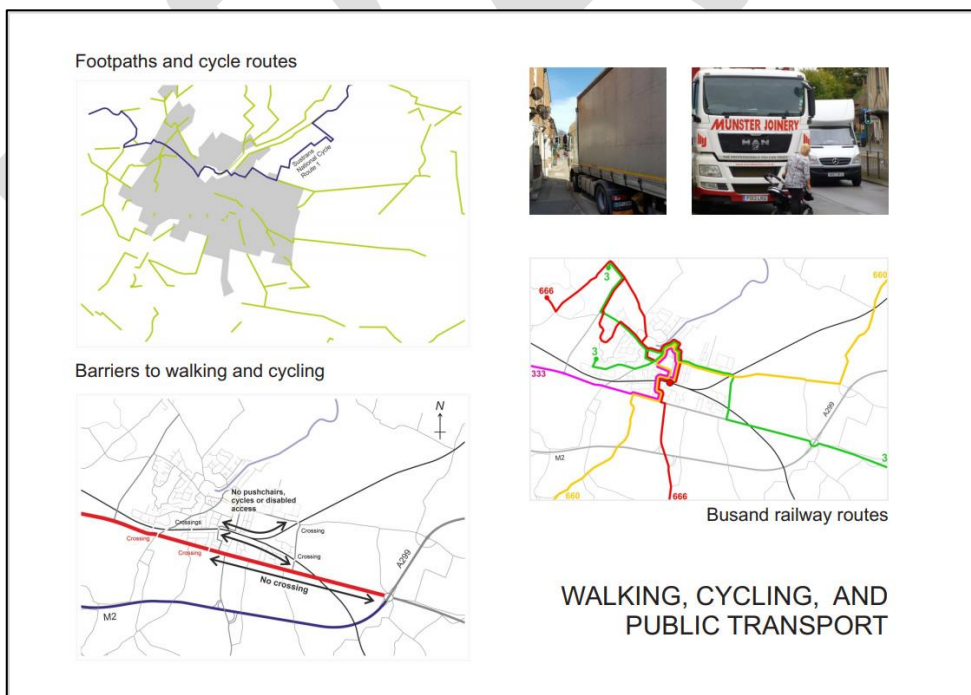 Footpaths and cycle routes
Sustrans
National Cycle
Route 1
MUNSTER JOINERY
MAN
Barriers to walking and cycling
N
No pushchairs,
cycles or disabled
access
Crossings
Crossing
Crossing
Crossing
Crossing
No crossing
A299
M2
666
3
660
3
333
A299
M2
3
660
666
Busand railway routes
WALKING, CYCLING, AND
PUBLIC TRANSPORT